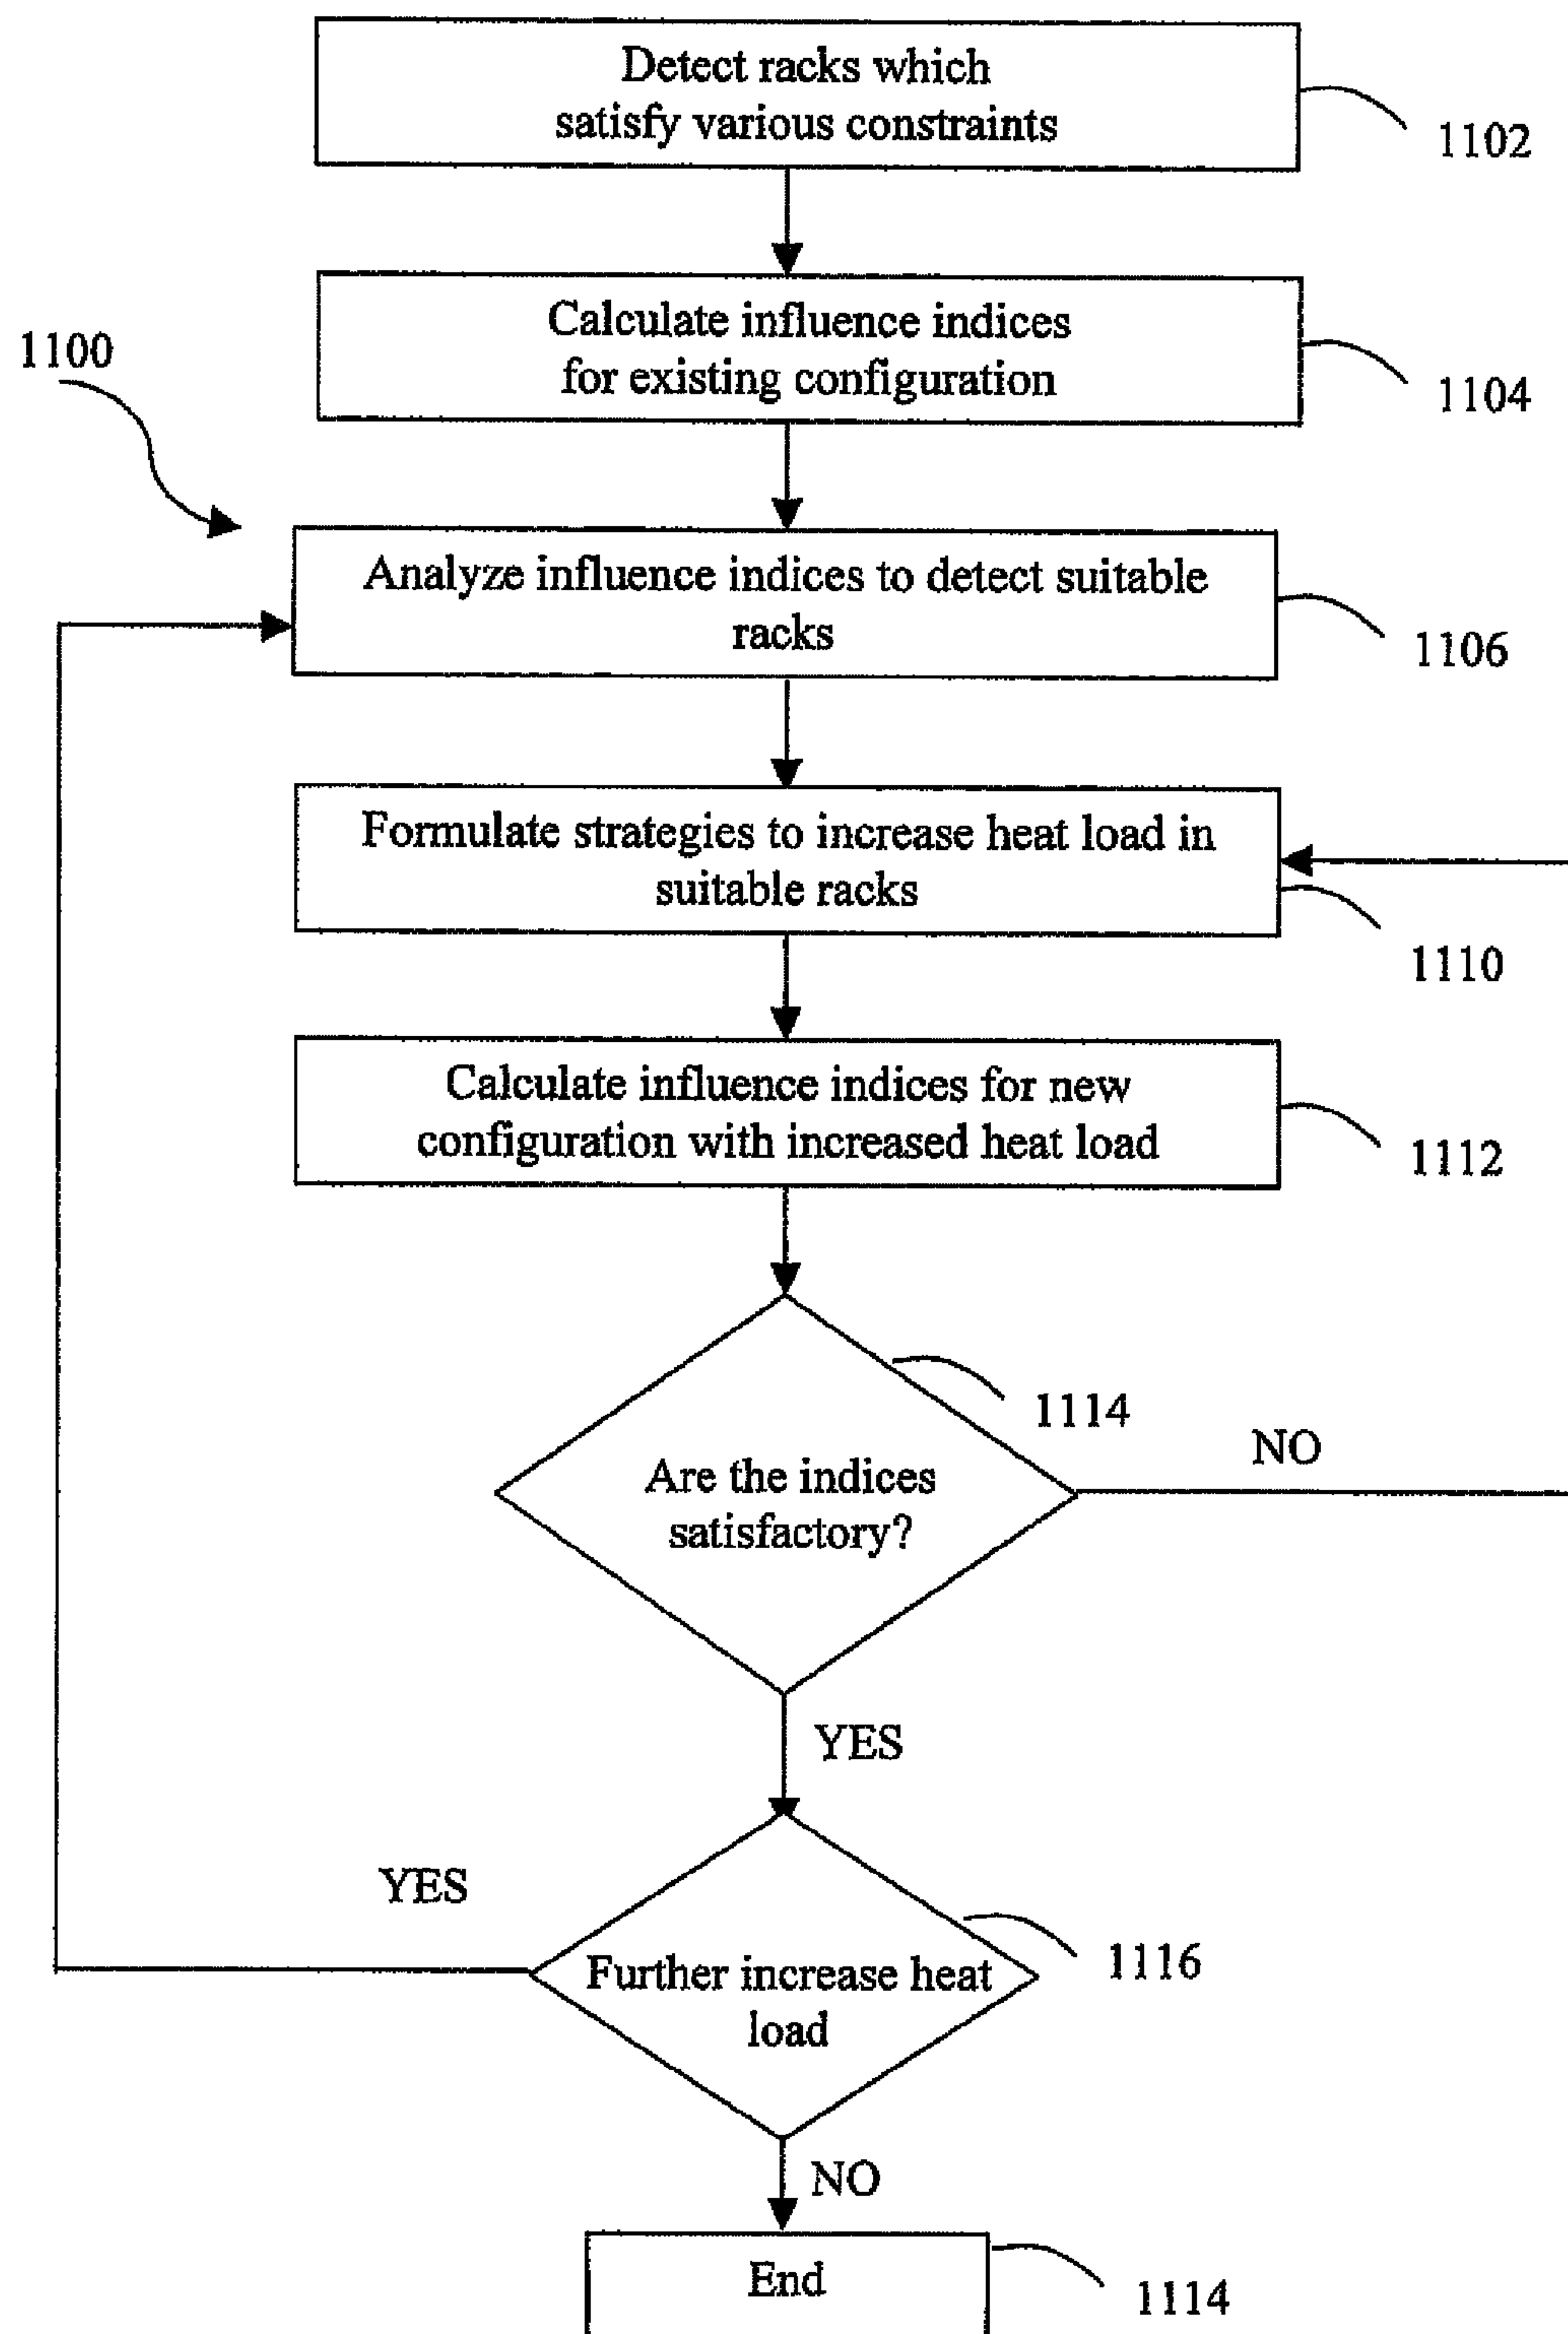 Detect racks which
satisfy various constraints
1102
Calculate influence indices
for existing configuration
1104
1100
Analyze influence indices to detect suitable
racks
1106
Formulate strategies to increase heat load in
suitable racks
1110
Calculate influence indices for new
configuration with increased heat load
1112
1114
Are the indices
satisfactory?
NO
YES
YES
1116
Further increase heat
load
NO
End
1114